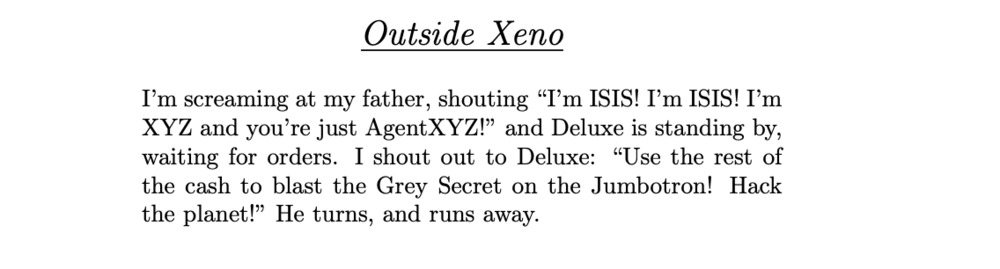 Outside Xeno
I'm screaming at my father, shouting “I'm ISIS! I'm ISIS! I'm
XYZ and you're just AgentXYZ!” and Deluxe is standing by,
waiting for orders. I shout out to Deluxe: “Use the rest of
the cash to blast the Grey Secret on the Jumbotron! Hack
the planet!” He turns, and runs away.